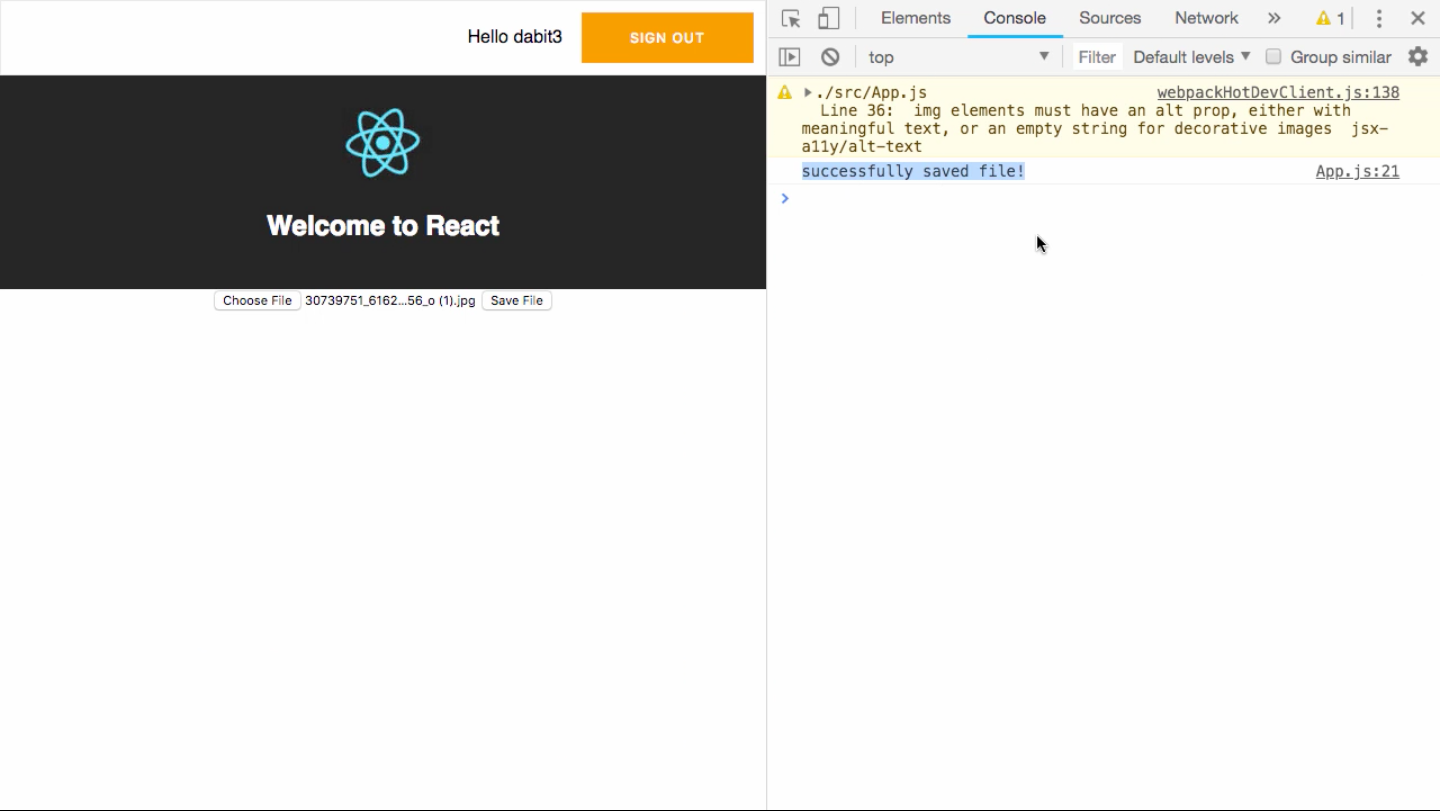 Hello dabit3
SIGN OUT
Welcome to React
Choose File 30739751_6162...56_o (1).jpg Save File
Elements Console Sources Network » 1
top Filter Default levels Group similar
./src/App.js webpackHotDevClient.js:138
Line 36:  img elements must have an alt prop, either with
meaningful text, or an empty string for decorative images  jsx-
a11y/alt-text
successfully saved file! App.js:21